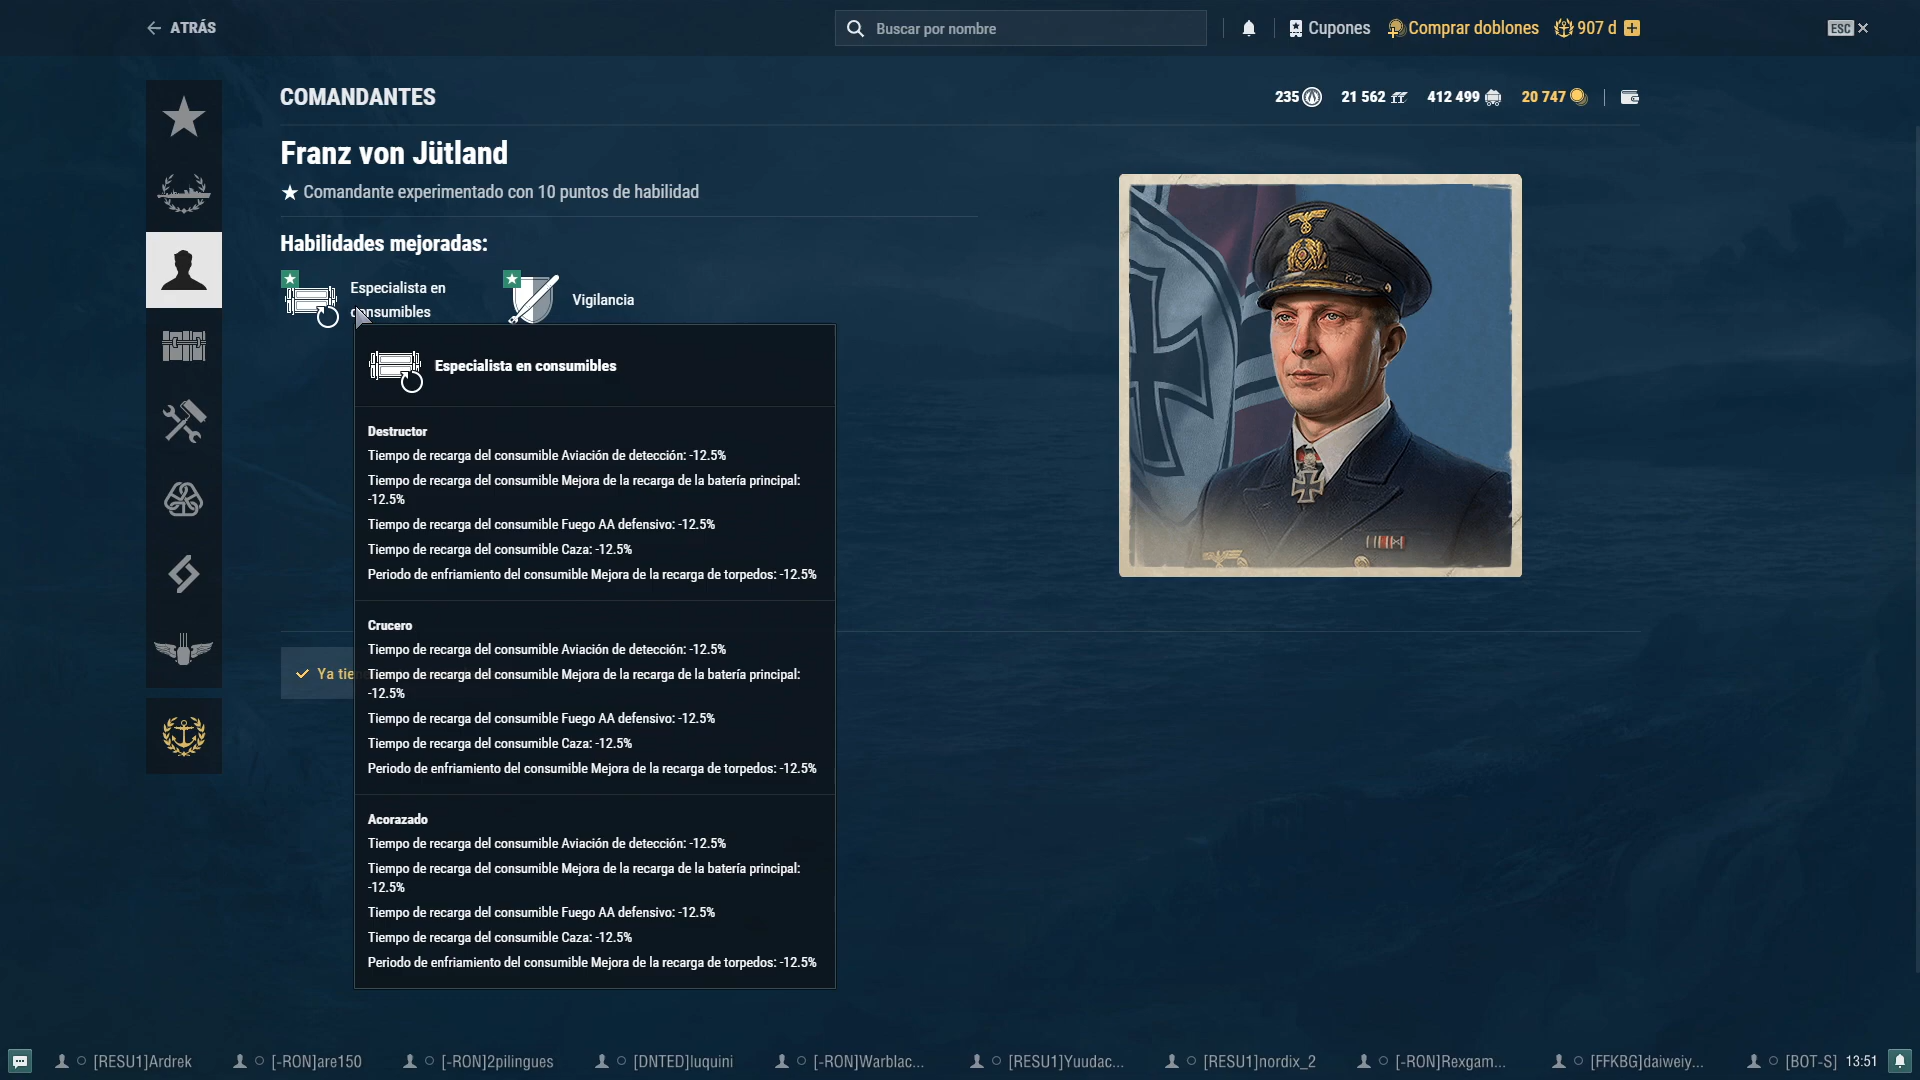 ATRÁS
Buscar por nombre
Cupones
Comprar doblones
907 d
ESC
COMANDANTES
235
21 562
412 499
20 747
Franz von Jütland
Comandante experimentado con 10 puntos de habilidad
Habilidades mejoradas:
Especialista en
consumibles
Vigilancia
Especialista en consumibles
Destructor
Tiempo de recarga del consumible Aviación de detección: -12.5%
Tiempo de recarga del consumible Mejora de la recarga de la batería principal:
-12.5%
Tiempo de recarga del consumible Fuego AA defensivo: -12.5%
Tiempo de recarga del consumible Caza: -12.5%
Periodo de enfriamiento del consumible Mejora de la recarga de torpedos: -12.5%
Crucero
Tiempo de recarga del consumible Aviación de detección: -12.5%
Ya tie
Tiempo de recarga del consumible Mejora de la recarga de la batería principal:
-12.5%
Tiempo de recarga del consumible Fuego AA defensivo: -12.5%
Tiempo de recarga del consumible Caza: -12.5%
Periodo de enfriamiento del consumible Mejora de la recarga de torpedos: -12.5%
Acorazado
Tiempo de recarga del consumible Aviación de detección: -12.5%
Tiempo de recarga del consumible Mejora de la recarga de la batería principal:
-12.5%
Tiempo de recarga del consumible Fuego AA defensivo: -12.5%
Tiempo de recarga del consumible Caza: -12.5%
Periodo de enfriamiento del consumible Mejora de la recarga de torpedos: -12.5%
[RESU1]Ardrek
[-RON]are150
[-RON]2pilingues
[DNTED]luquini
[-RON]Warblac...
[RESU1]Yuudac...
[RESU1]nordix_2
[-RON]Rexgam...
[FFKBG]daiweiy...
[BOT-S]
13:51